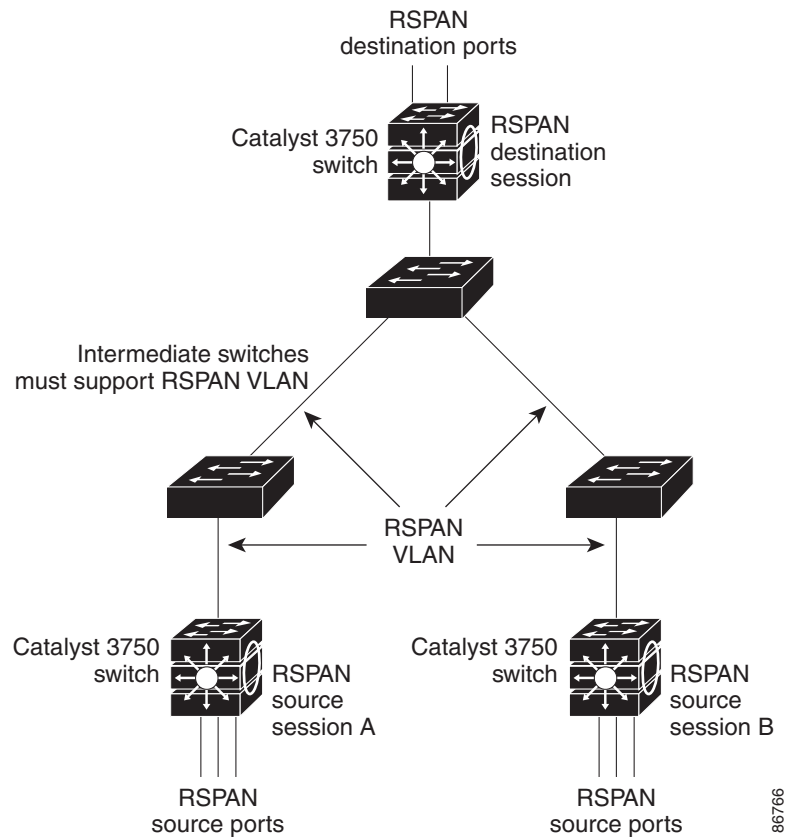 RSPAN
destination ports
Catalyst 3750
switch
RSPAN
destination
session
Intermediate switches
must support RSPAN VLAN
RSPAN
VLAN
Catalyst 3750
switch
RSPAN
source
session A
Catalyst 3750
switch
RSPAN
source
session B
RSPAN
source ports
RSPAN
source ports
86766